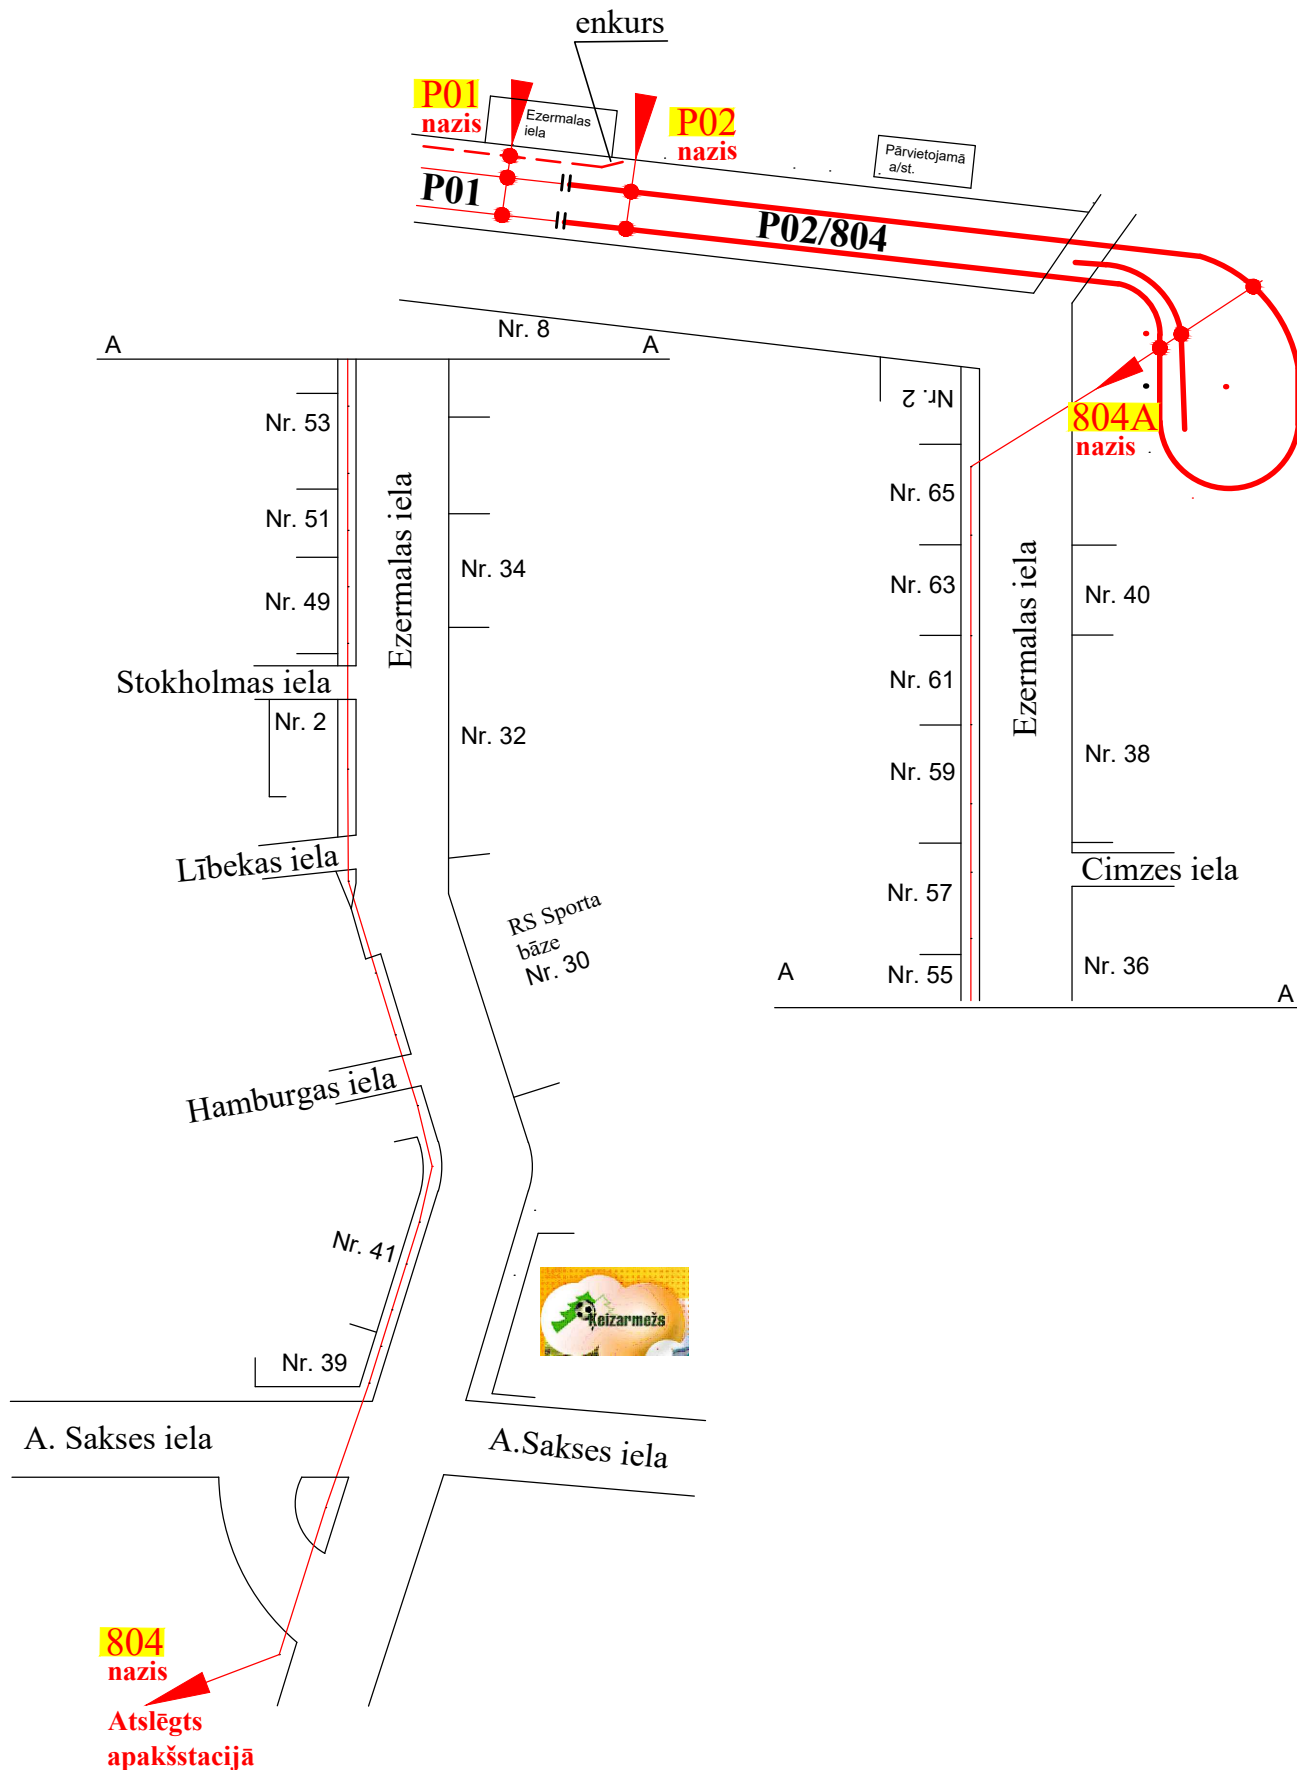 enkurs
P01
nazis
Ezermalas
iela
P02
nazis
Pārvietojamā
a/st.
P01
P02/804
Nr. 8
A
A
Nr. 53
Nr. 51
Nr. 49
Ezermalas iela
Nr. 34
Stokholmas iela
Nr. 2
Nr. 32
Lībekas iela
RS Sporta
bāze
Nr. 30
Hamburgas iela
Nr. 41
Ķeizarmežs
Nr. 39
A. Sakses iela
A.Sakses iela
804
nazis
Atslēgts
apakšstacijā
Nr. 2
804A
nazis
Nr. 65
Nr. 63
Nr. 61
Nr. 59
Nr. 57
Nr. 55
Ezermalas iela
Nr. 40
Nr. 38
Cimzes iela
Nr. 36
A
A